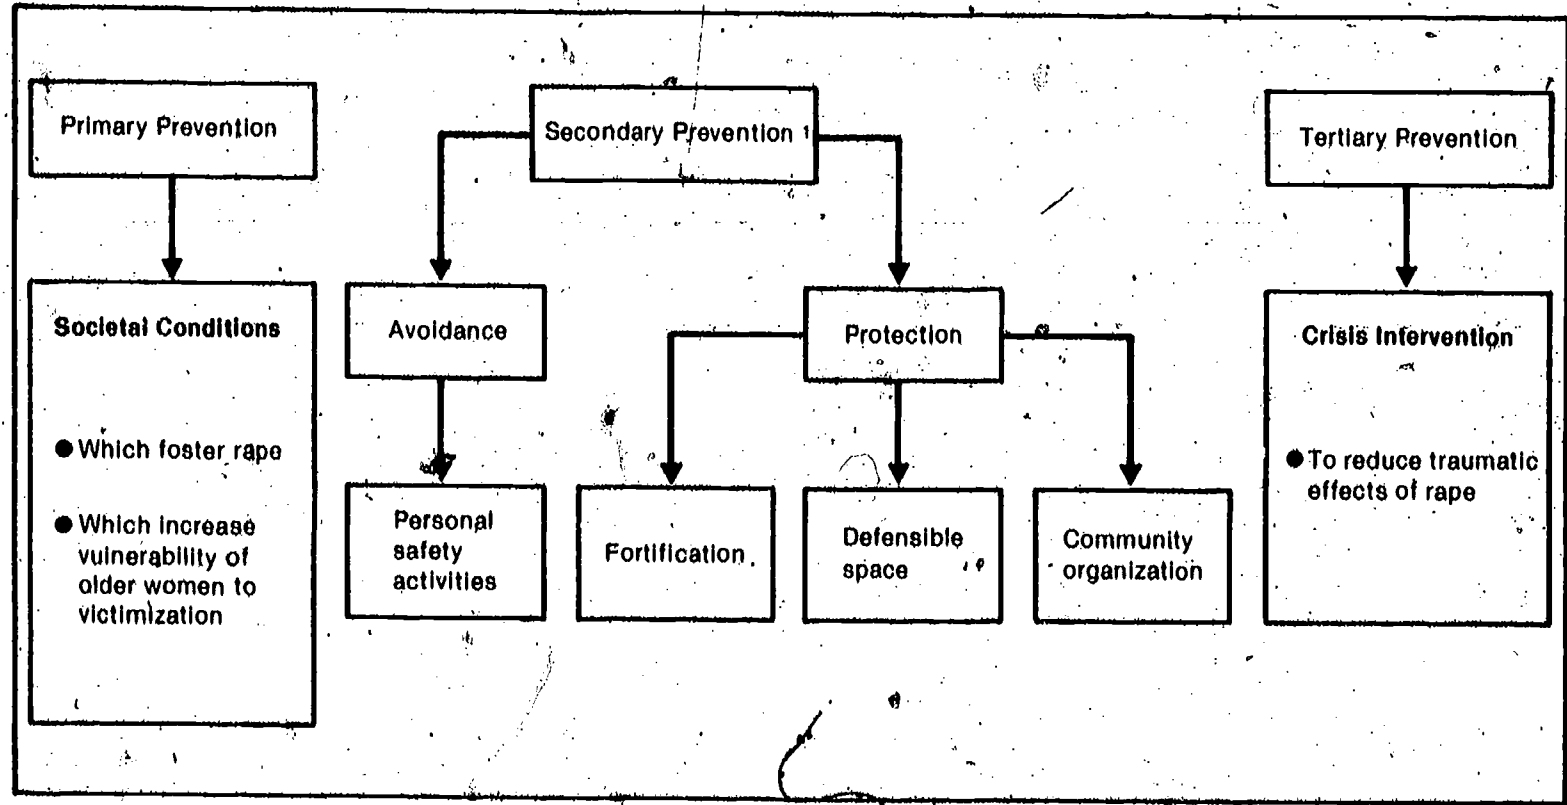 Primary Prevention
Secondary Prevention 1
Tertiary Prevention
Societal Conditions
● Which foster rape
● Which increase
vulnerability of
older women to
victimization
Avoidance
Protection
Personal
safety
activities
Fortification
Defensible
space
Community
organization
Crisis Intervention
● To reduce traumatic
effects of rape